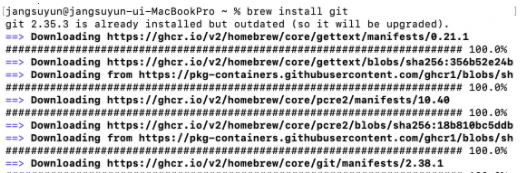 [jangsuyun@jangsuyun-ui-MacBookPro ~ % brew install git ]
git 2.35.3 is already installed but outdated (so it will be upgraded).
==> Downloading https://ghcr.io/v2/homebrew/core/gettext/manifests/0.21.1
######################################################################## 100.0%
==> Downloading https://ghcr.io/v2/homebrew/core/gettext/blobs/sha256:356b52e24b
==> Downloading from https://pkg-containers.githubusercontent.com/ghcr1/blobs/sh
######################################################################## 100.0%
==> Downloading https://ghcr.io/v2/homebrew/core/pcre2/manifests/10.40
######################################################################## 100.0%
==> Downloading https://ghcr.io/v2/homebrew/core/pcre2/blobs/sha256:18b810bc5ddb
==> Downloading from https://pkg-containers.githubusercontent.com/ghcr1/blobs/sh
######################################################################## 100.0%
==> Downloading https://ghcr.io/v2/homebrew/core/git/manifests/2.38.1